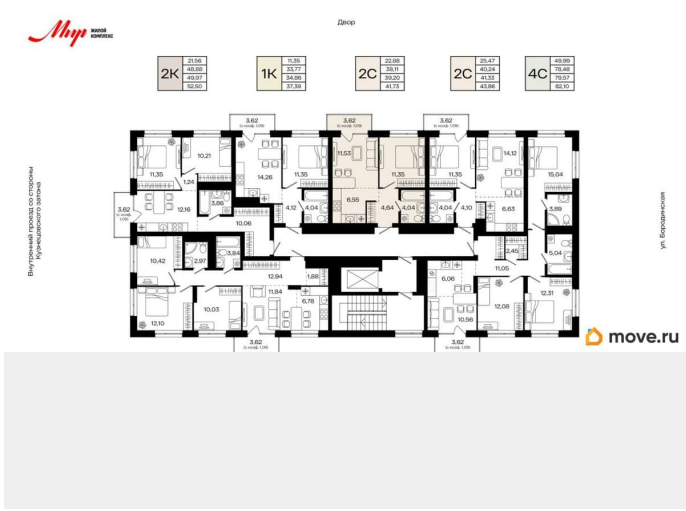 Двор
Мир ЖИЛОЙ
КОМПЛЕКС
2К 21,56 48,88 49,97 52,50
1К 11,35 33,77 34,86 37,39
2С 22,88 38,11 39,20 41,73
2С 25,47 40,24 41,33 43,86
4С 49,99 78,48 79,57 82,10
3,62 3,62 3,62
11,35 10,21 14,26 11,35 11,53 11,35 11,35 14,12 15,04
1,24 3,88 12,16 10,06 4,12 4,04 6,55 4,64 4,04 4,04 4,10 6,63 3,89
3,62
10,42 2,97 3,84 2,45 5,04
12,94 1,88 11,05
12,10 10,03 11,84 6,78 6,06 10,56 12,08 12,31
3,62 3,62
Внутренний проезд со стороны
Кузнецовского затона
ул. Бородинская
move.ru